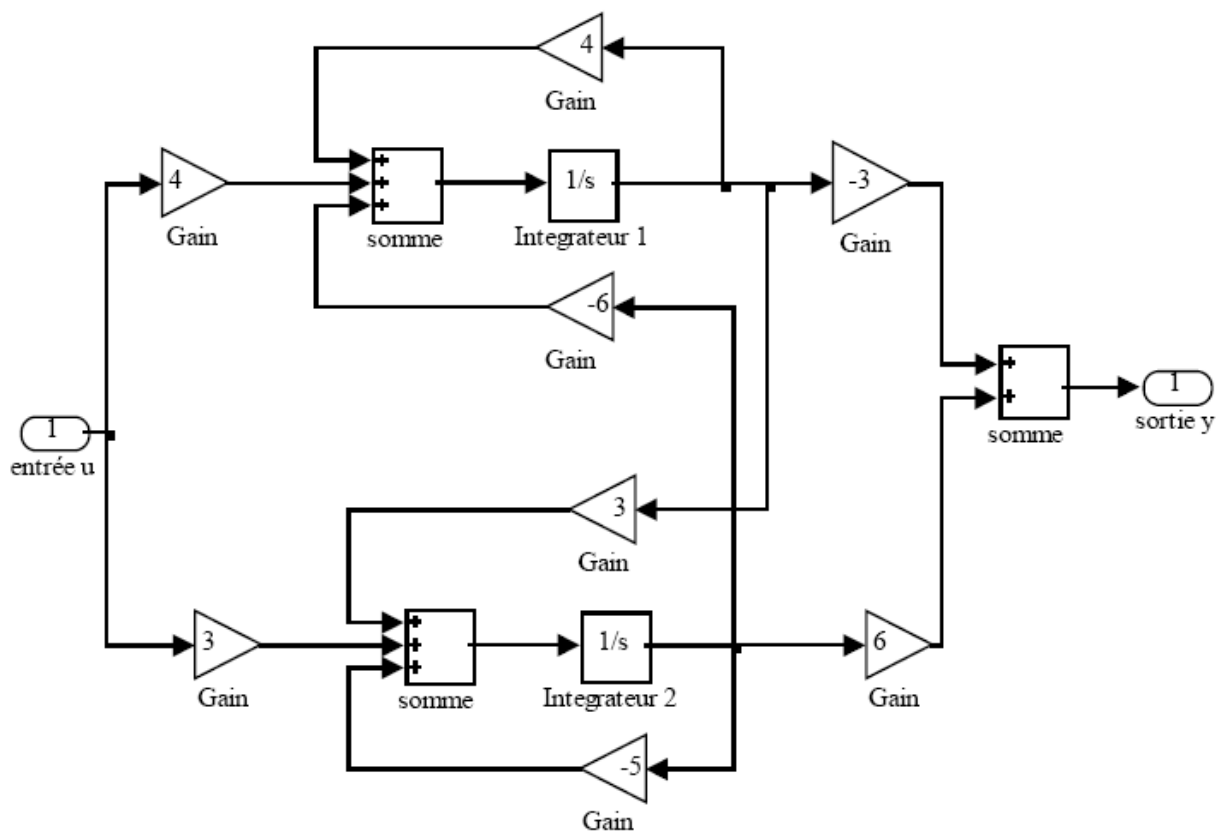 4
Gain
4
Gain
+
+
+
somme
1/s
Integrateur 1
-3
Gain
-6
Gain
1
entrée u
+
+
somme
1
sortie y
3
Gain
3
Gain
+
+
+
somme
1/s
Integrateur 2
6
Gain
-5
Gain